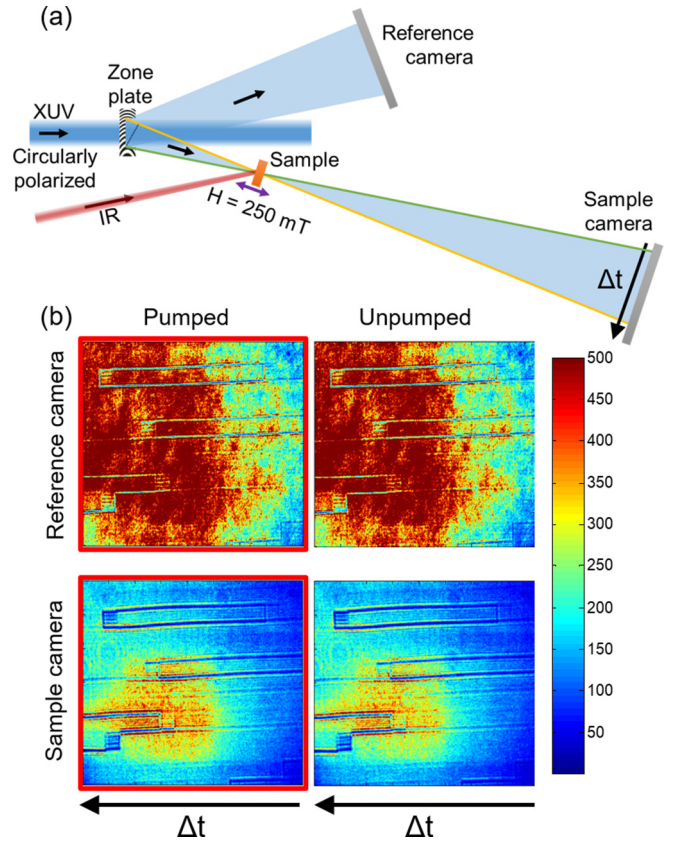 (a)
Reference
camera
Zone
plate
XUV
Circularly
polarized
Sample
IR
H = 250 mT
Sample
camera
Δt
(b)
Pumped
Unpumped
Reference camera
Sample camera
500
450
400
350
300
250
200
150
100
50
Δt
Δt